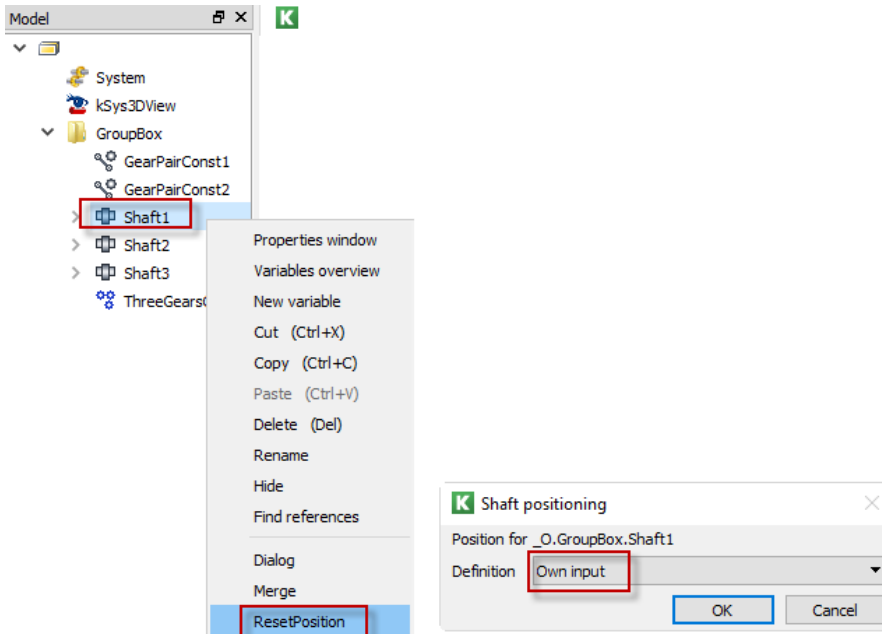 Model
K
System
kSys3DView
GroupBox
GearPairConst1
GearPairConst2
Shaft1
Shaft2
Shaft3
ThreeGears
Properties window
Variables overview
New variable
Cut (Ctrl+X)
Copy (Ctrl+C)
Paste (Ctrl+V)
Delete (Del)
Rename
Hide
Find references
Dialog
Merge
ResetPosition
K Shaft positioning
Position for _O.GroupBox.Shaft1
Definition Own input
OK Cancel